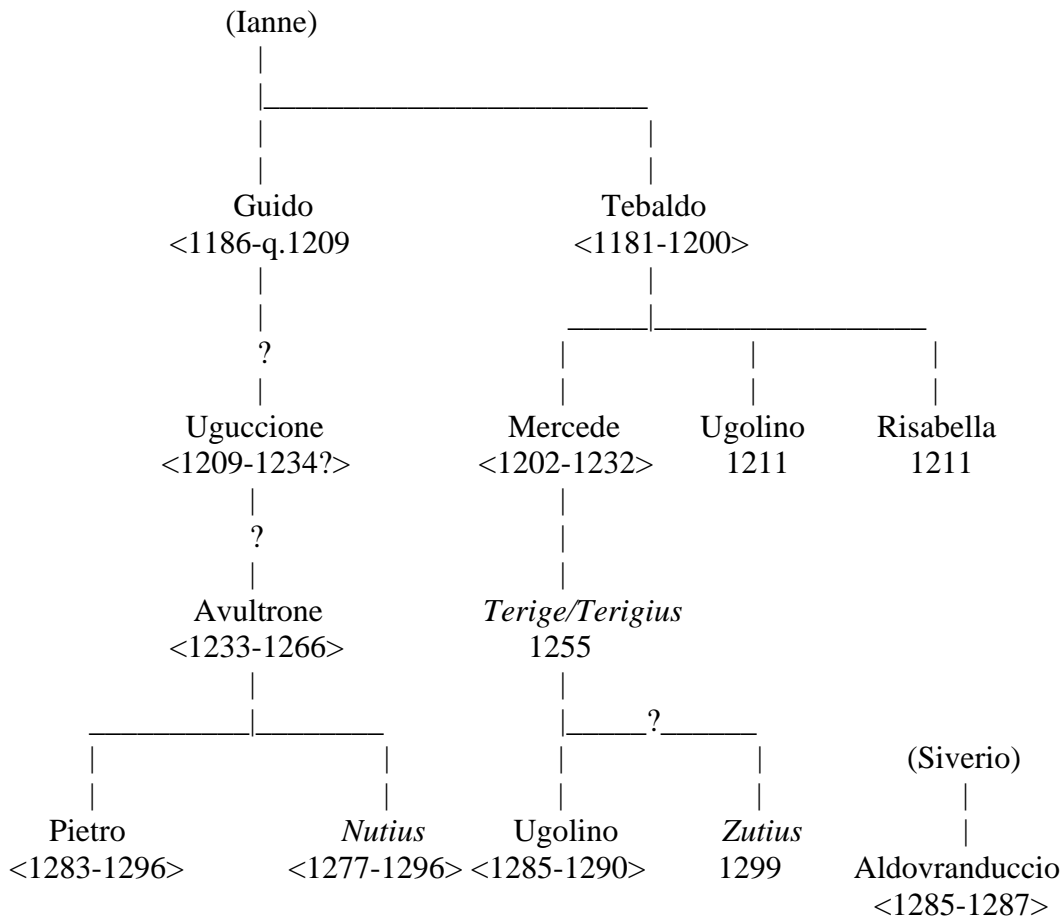 (Ianne)
Guido Tebaldo
<1186-q.1209 <1181-1200>
?
Uguccione Mercede Ugolino Risabella
<1209-1234?> <1202-1232> 1211 1211
?
Avultrone Terige/Terigius
<1233-1266> 1255
?
(Siverio)
Pietro Nutius Ugolino Zutius
<1283-1296> <1277-1296> <1285-1290> 1299 Aldovranduccio
<1285-1287>